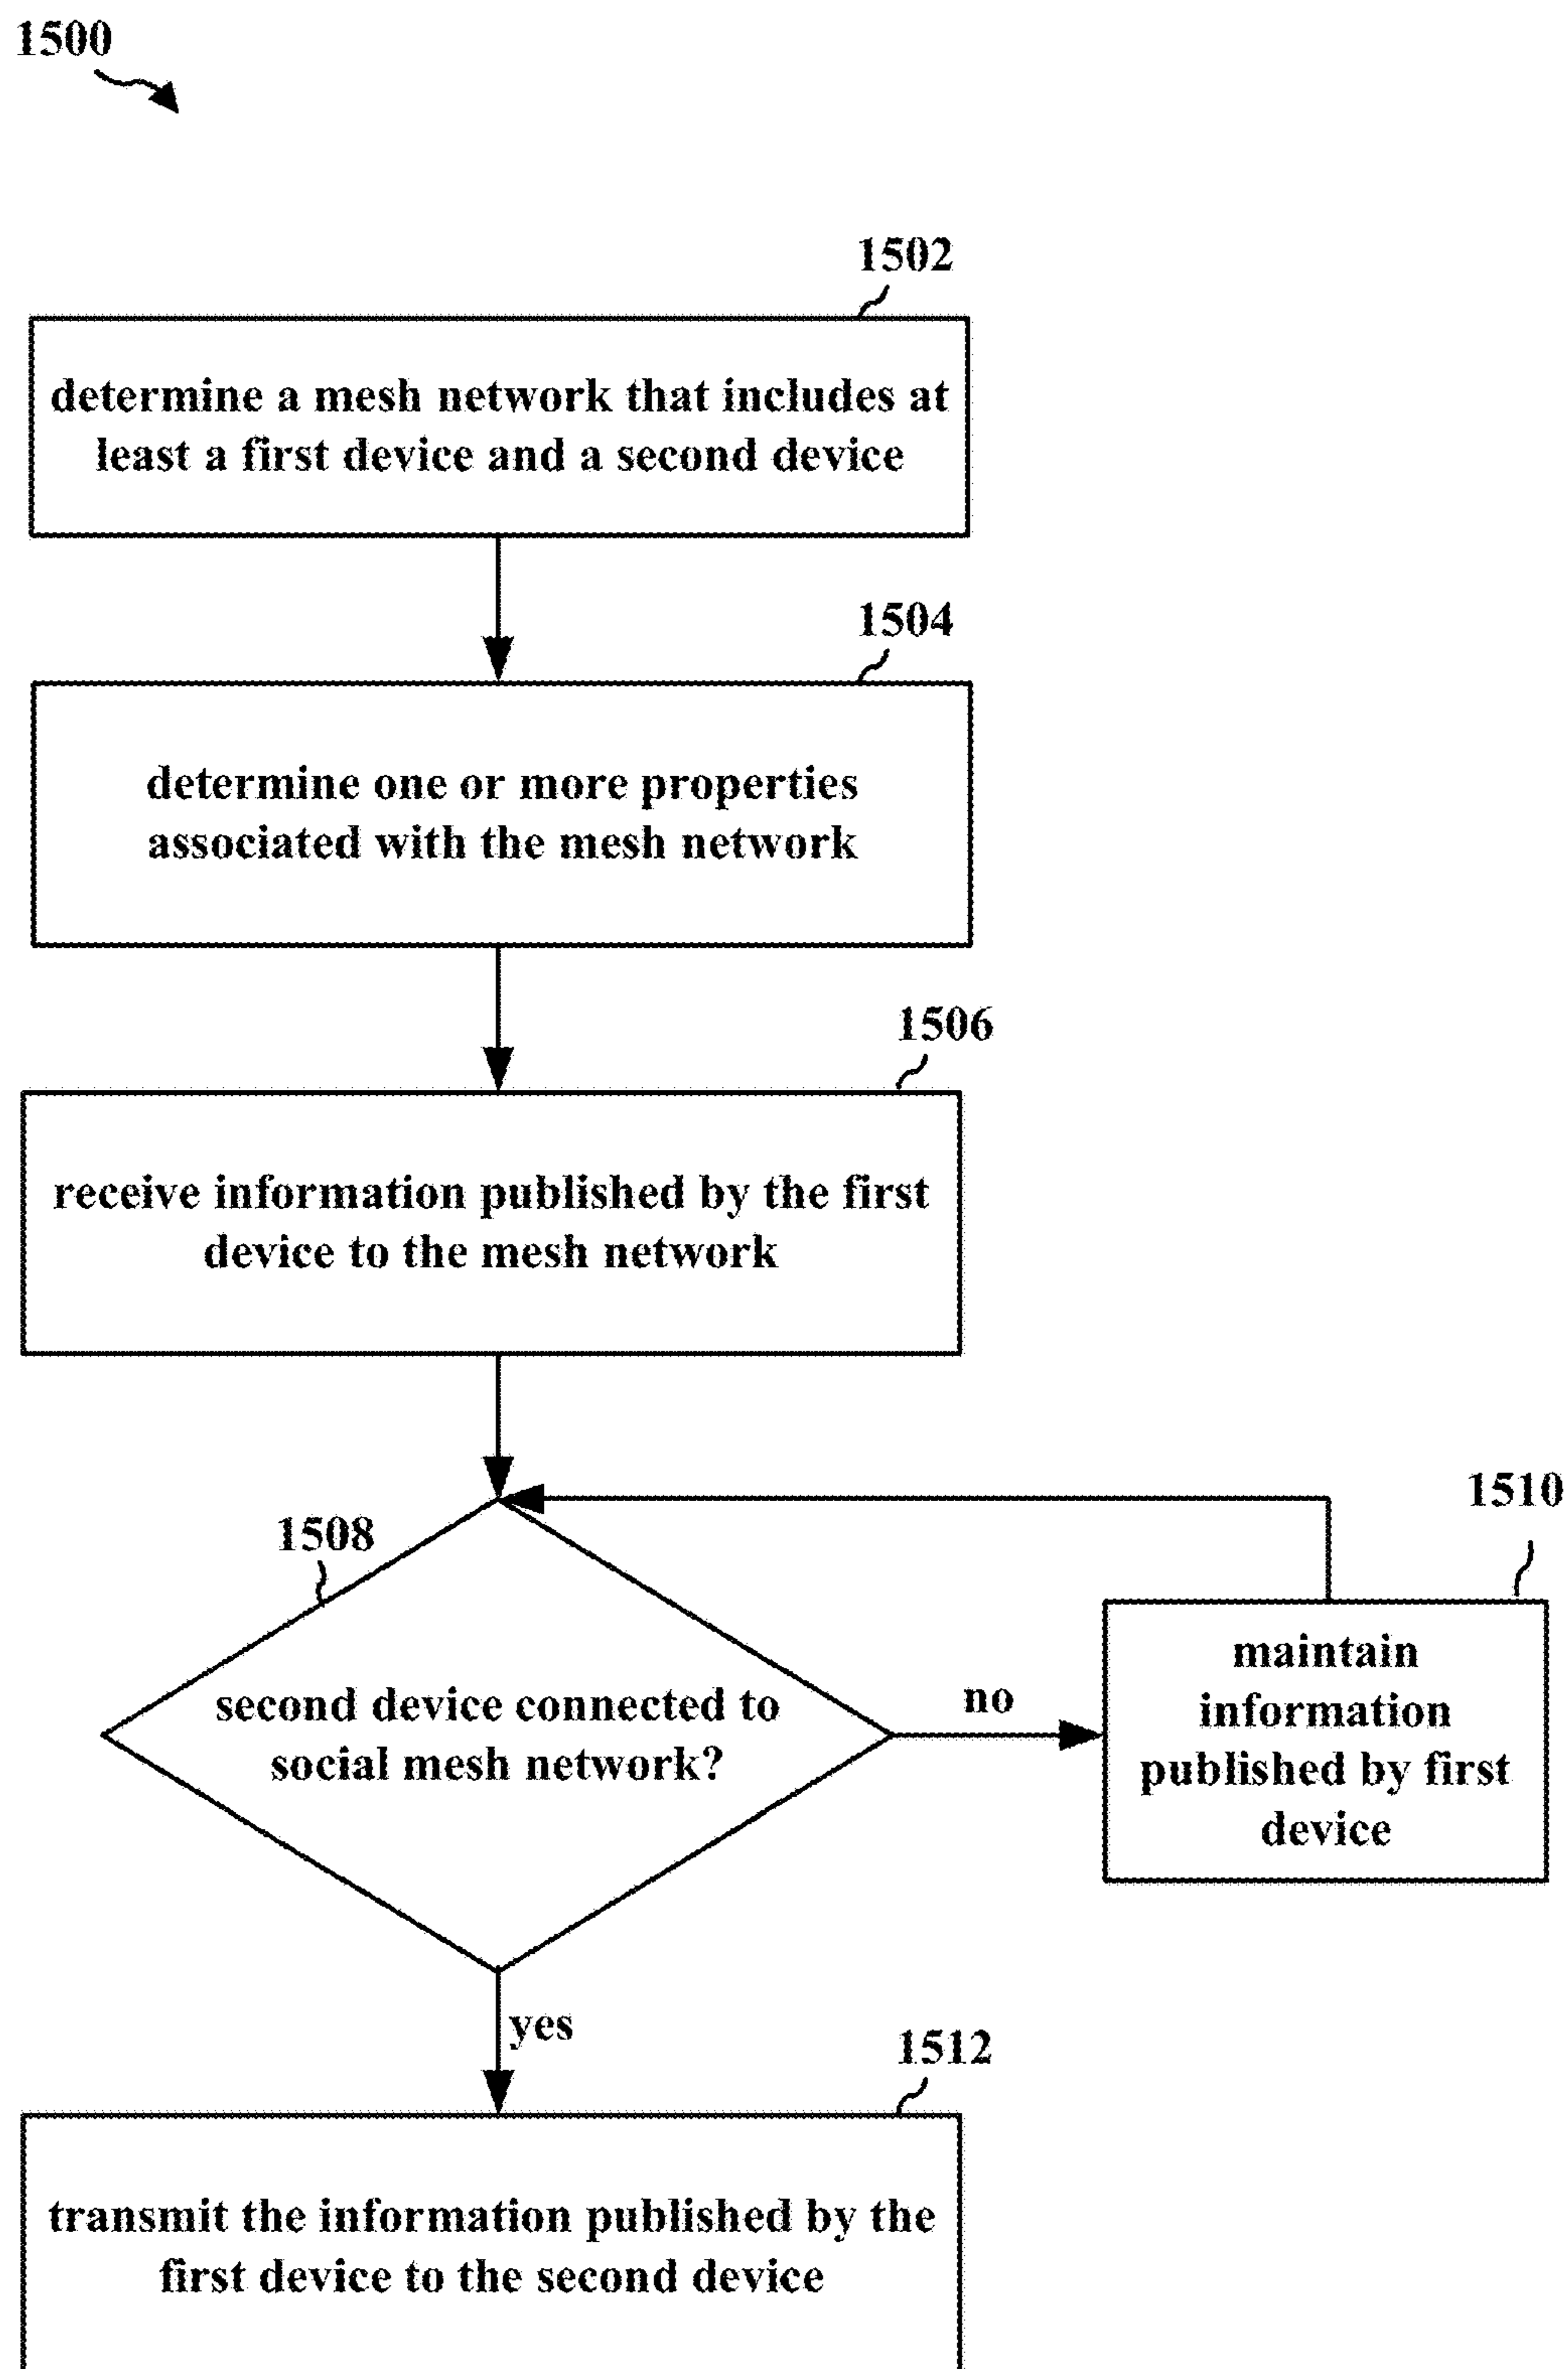 1500
1502
determine a mesh network that includes at
least a first device and a second device
1504
determine one or more properties
associated with the mesh network
1506
receive information published by the first
device to the mesh network
1508
second device connected to
social mesh network?
no
1510
maintain
information
published by first
device
yes
1512
transmit the information published by the
first device to the second device